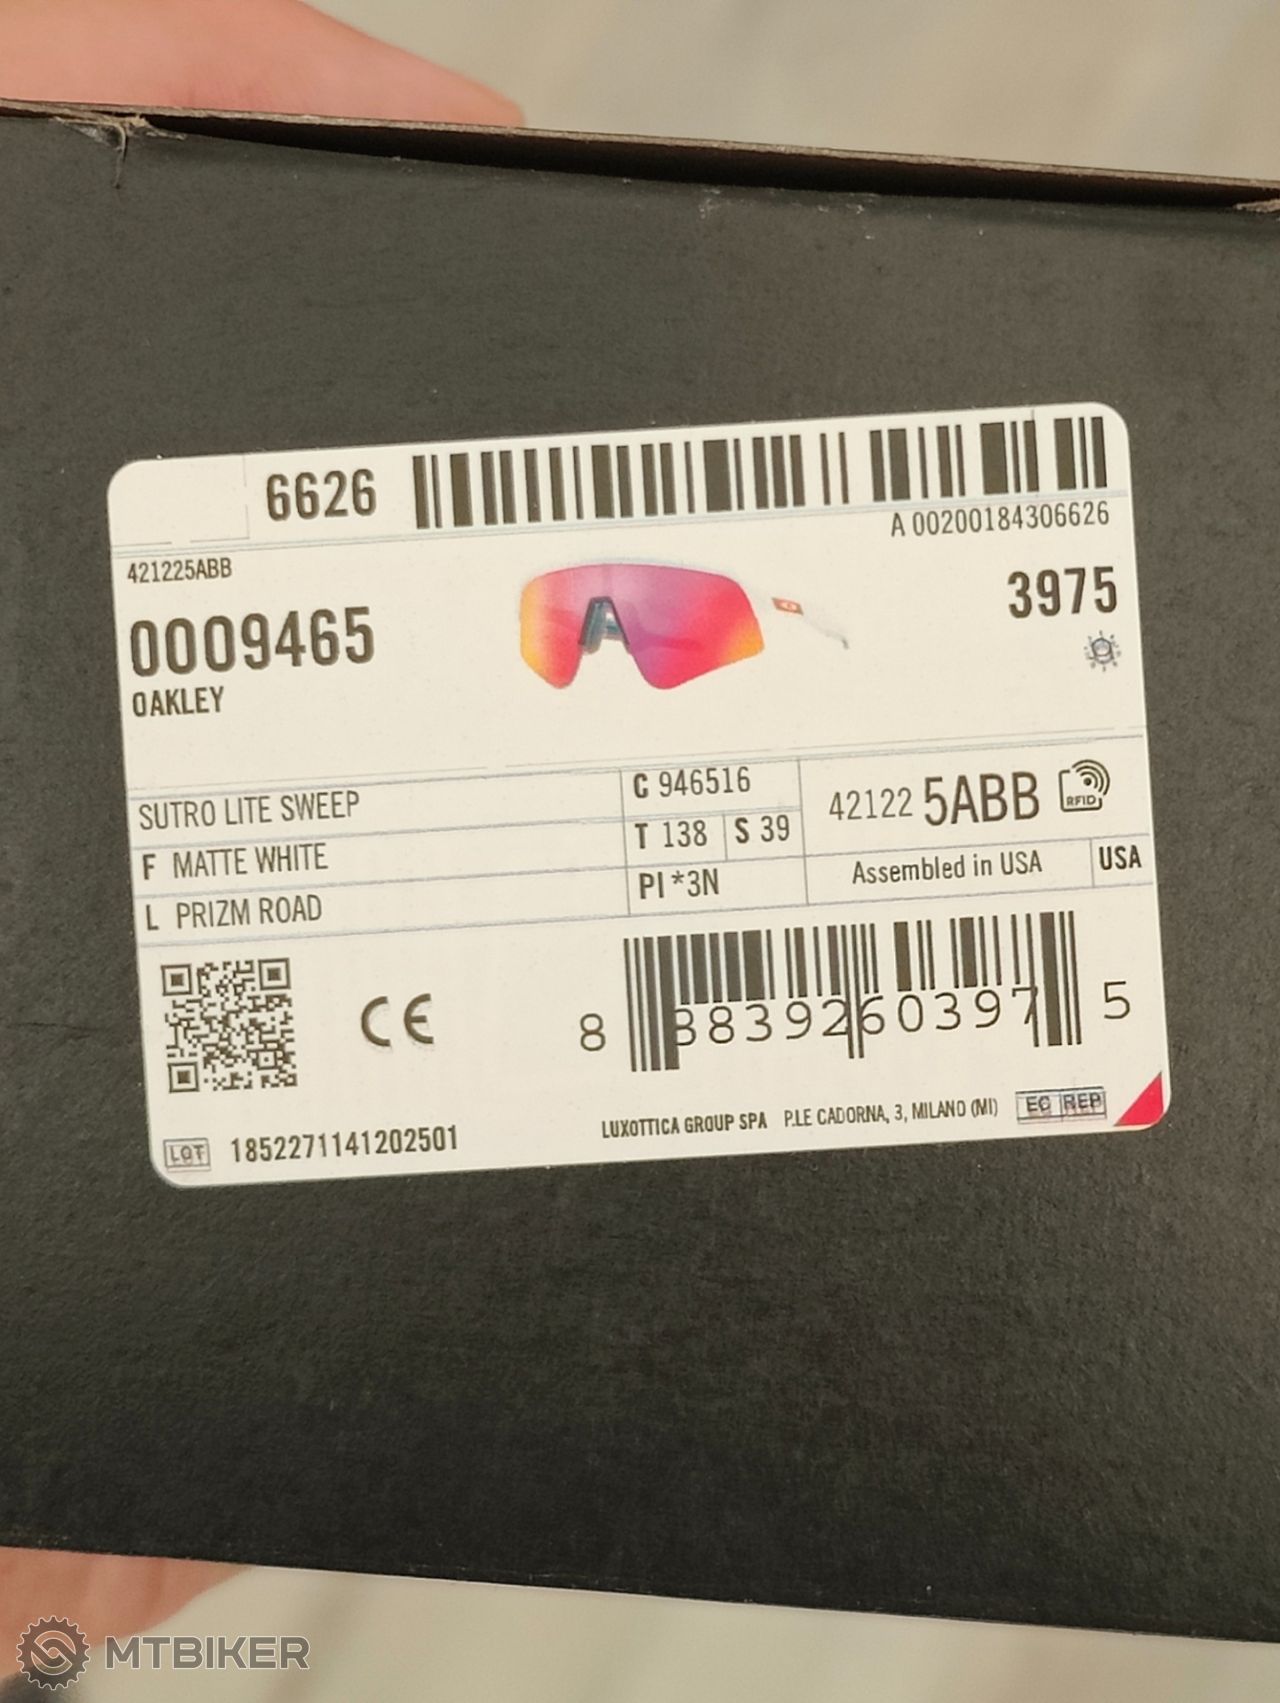 6626
A 00200184306626
421225ABB
0009465
OAKLEY
3975
SUTRO LITE SWEEP
C 946516
F MATTE WHITE
T 138 S 39
L PRIZM ROAD
PI *3N
42122 5ABB
RFID
Assembled in USA
USA
CE
8 88392 60397 5
LOT 1852271141202501
LUXOTTICA GROUP SPA P.LE CADORNA, 3, MILANO (MI) EC REP
MTBIKER